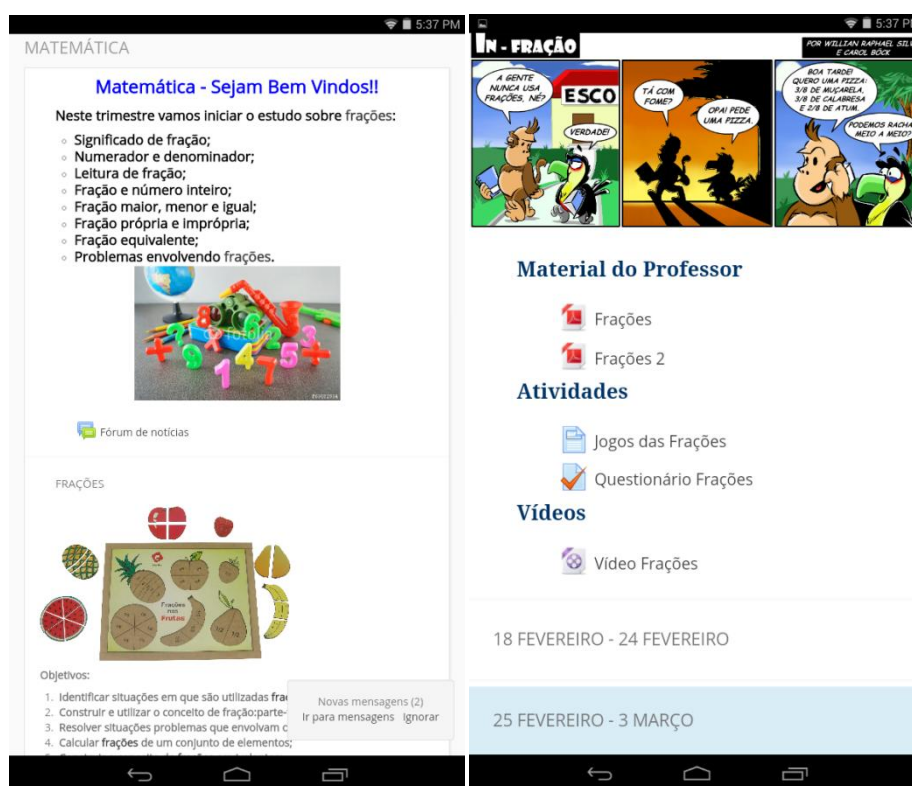 5:37 PM
MATEMÁTICA
Matemática - Sejam Bem Vindos!!
Neste trimestre vamos iniciar o estudo sobre frações:
Significado de fração;
Numerador e denominador;
Leitura de fração;
Fração e número inteiro;
Fração maior, menor e igual;
Fração própria e imprópria;
Fração equivalente;
Problemas envolvendo frações.
fotolia
Fórum de notícias
FRAÇÕES
Frações
nas
Frutas
Objetivos:
1. Identificar situações em que são utilizadas
2. Construir e utilizar o conceito de fração:parte-
3. Resolver situações problemas que envolvam
4. Calcular frações de um conjunto de elementos;
Novas mensagens (2)
Ir para mensagens Ignorar
5:37 PM
IN - FRAÇÃO
POR WILLIAN RAPHAEL
E CAROL BÖCK
A GENTE
NUNCA USA
FRAÇÕES, NÉ?
ESCO
VERDADE!
TÁ COM
FOME?
OPA! PEDE
UMA PIZZA.
BOA TARDE!
QUERO UMA PIZZA:
3/8 DE MUÇARELA,
3/8 DE CALABRESA
E 2/8 DE ATUM.
PODEMOS RACHA
MEIO A MEIO?
Material do Professor
Frações
Frações 2
Atividades
Jogos das Frações
Questionário Frações
Vídeos
Vídeo Frações
18 FEVEREIRO - 24 FEVEREIRO
25 FEVEREIRO - 3 MARÇO